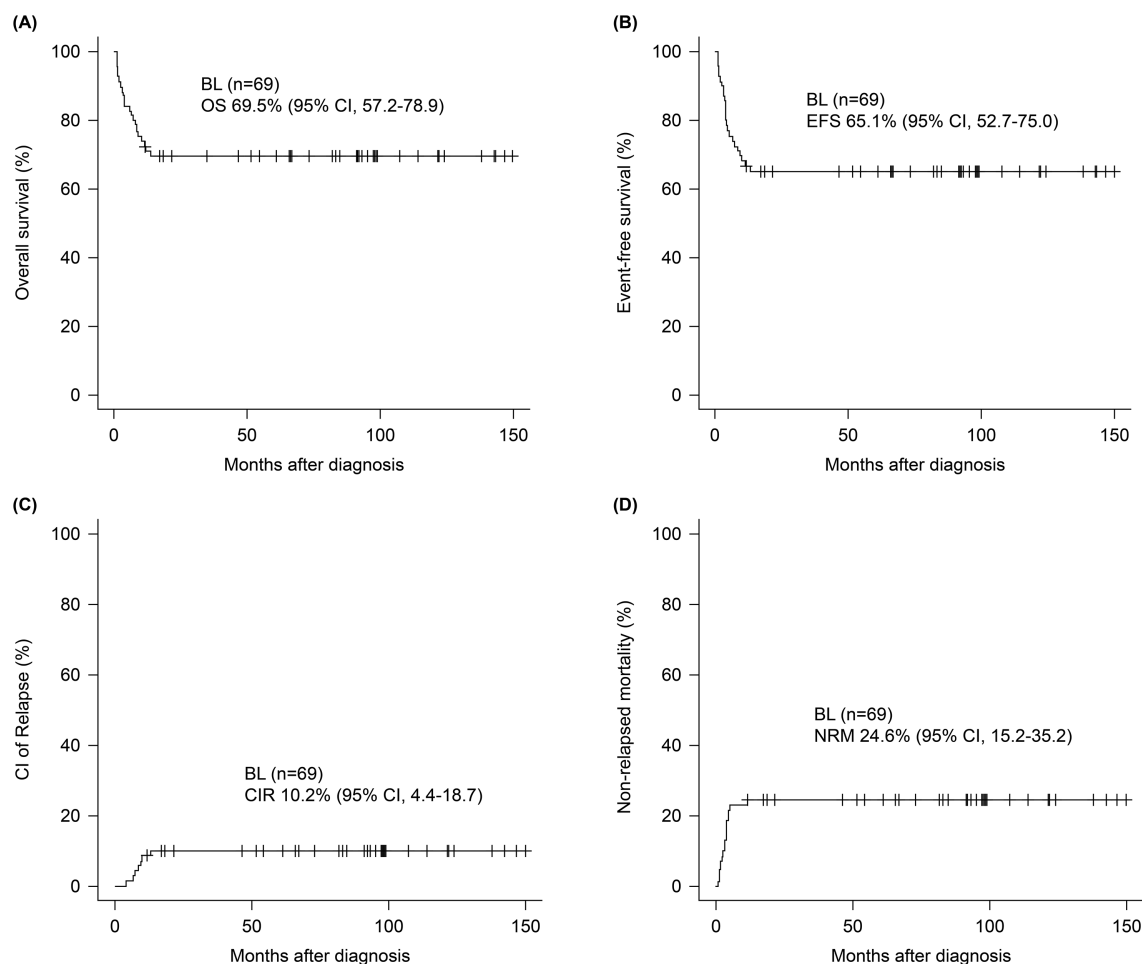 (A)
100
80
60
40
20
0
Overall survival (%)
BL (n=69)
OS 69.5% (95% CI, 57.2-78.9)
0 50 100 150
Months after diagnosis
(B)
100
80
60
40
20
0
Event-free survival (%)
BL (n=69)
EFS 65.1% (95% CI, 52.7-75.0)
0 50 100 150
Months after diagnosis
(C)
100
80
60
40
20
0
CI of Relapse (%)
BL (n=69)
CIR 10.2% (95% CI, 4.4-18.7)
0 50 100 150
Months after diagnosis
(D)
100
80
60
40
20
0
Non-relapsed mortality (%)
BL (n=69)
NRM 24.6% (95% CI, 15.2-35.2)
0 50 100 150
Months after diagnosis